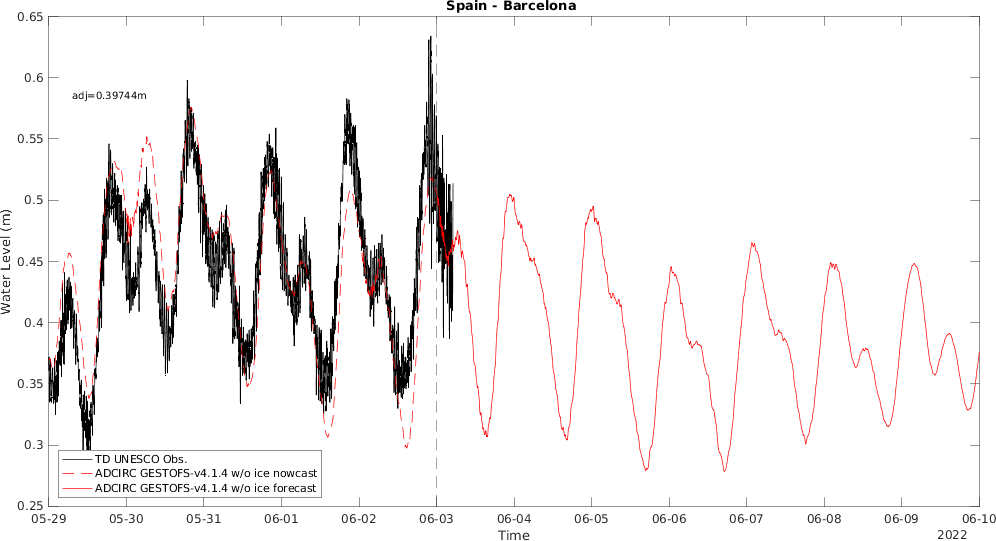 Spain - Barcelona
0.65
0.6
adj=0.39744m
0.55
0.5
0.45
0.4
0.35
0.3
0.25
Water Level (m)
TD UNESCO Obs.
ADCIRC GESTOFS-v4.1.4 w/o ice nowcast
ADCIRC GESTOFS-v4.1.4 w/o ice forecast
05-29 05-30 05-31 06-01 06-02 06-03 06-04 06-05 06-06 06-07 06-08 06-09 06-10
Time
2022